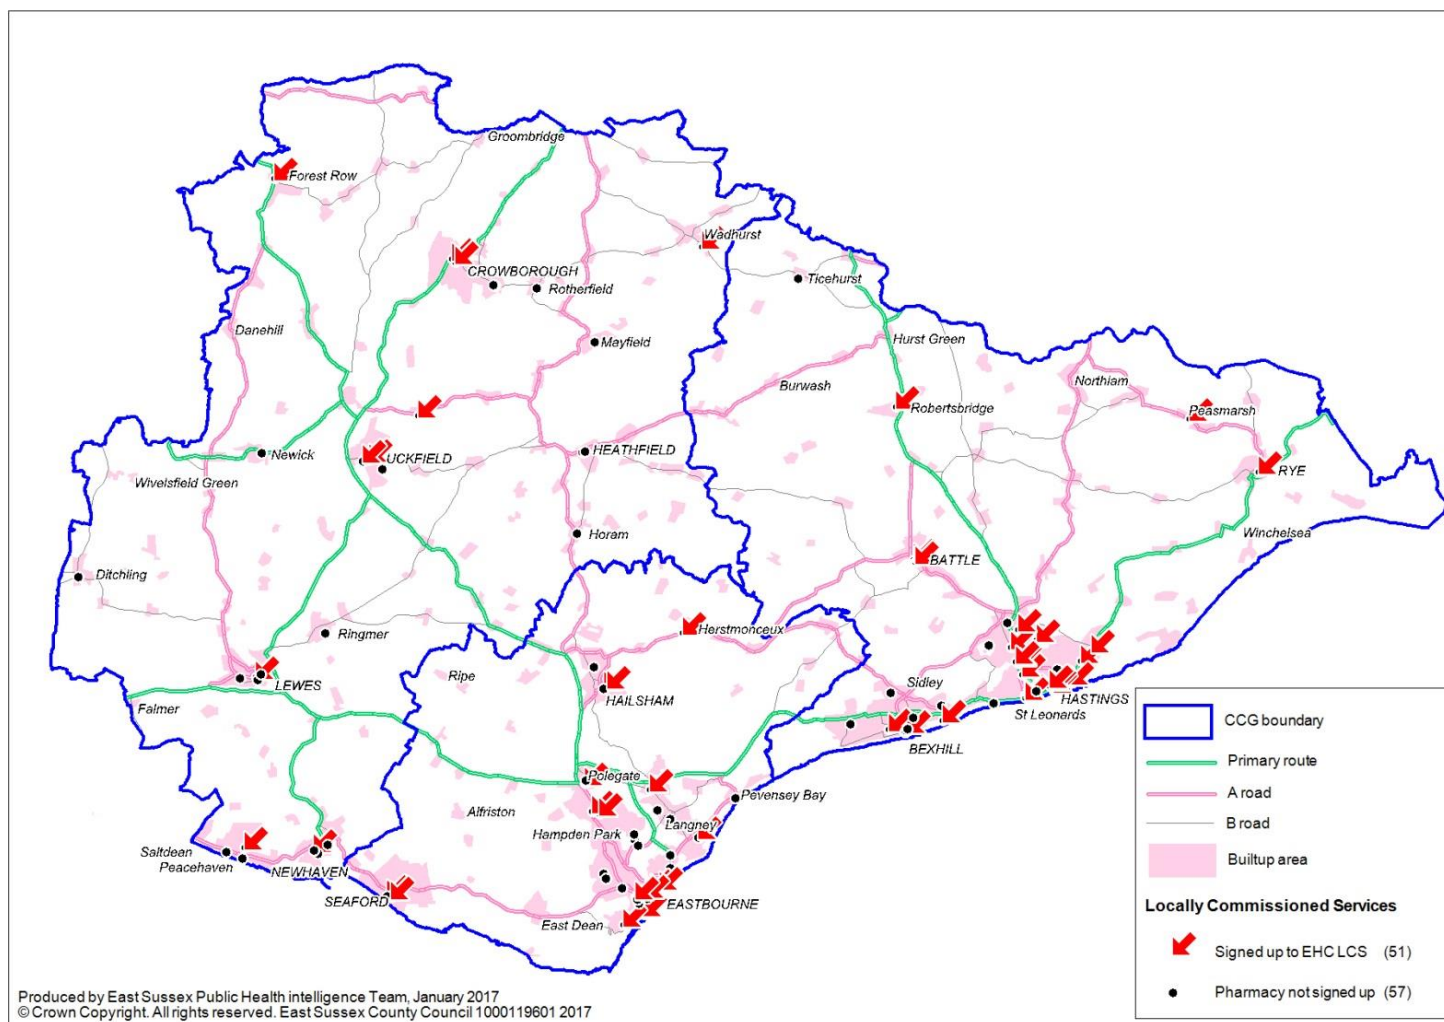 Groombridge
Forest Row
Wadhurst
CROWBOROUGH
Ticehurst
Rotherfield
Danehill
Mayfield
Hurst Green
Burwash
Northiam
Robertsbridge
Peasmarsh
Newick
UCKFIELD
HEATHFIELD
Wivelsfield Green
RYE
Horam
Winchelsea
BATTLE
Ditchling
Ringmer
Herstmonceux
Ripe
LEWES
HAILSHAM
Sidley
HASTINGS
Falmer
St Leonards
BEXHILL
Polegate
Pevensey Bay
Alfriston
Langney
Hampden Park
Saltdean
Peacehaven
NEWHAVEN
SEAFORD
EASTBOURNE
East Dean
CCG boundary
Primary route
A road
B road
Builtup area
Locally Commissioned Services
Signed up to EHC LCS (51)
Pharmacy not signed up (57)
Produced by East Sussex Public Health intelligence Team, January 2017
© Crown Copyright. All rights reserved. East Sussex County Council 1000119601 2017